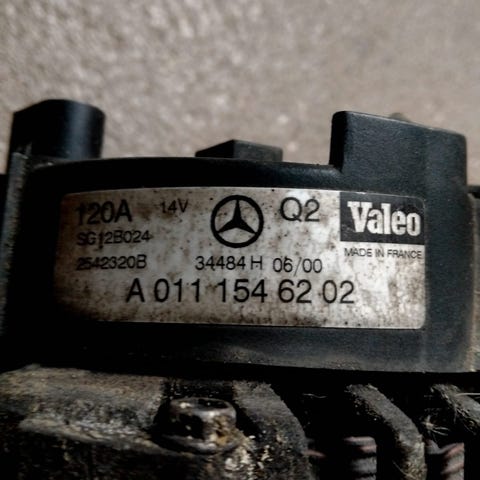 120A 14V Q2 Valeo
SG12B024 MADE IN FRANCE
2542320B 34484 H 06/00
A 011 154 62 02